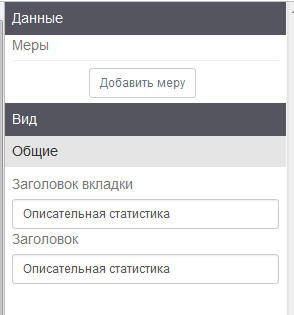 Данные
Меры
Добавить меру
Вид
Общие
Заголовок вкладки
Описательная статистика
Заголовок
Описательная статистика